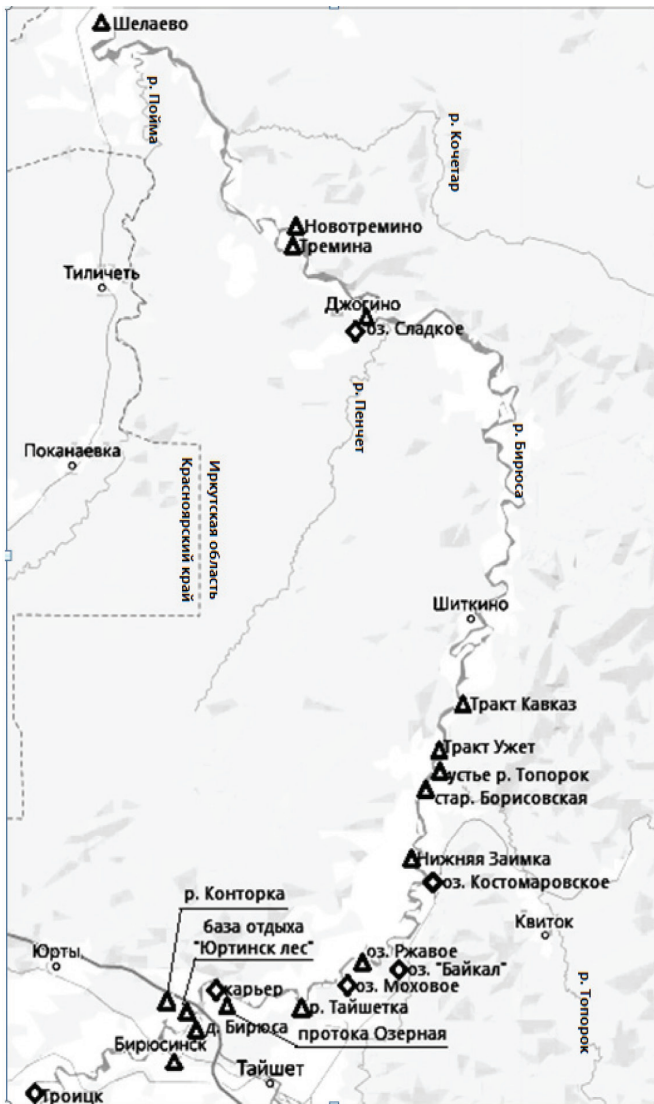 Шелаево
р. Пойма
р. Кочетар
Новотремино
Тремина
Тиличеть
Джогино
оз. Сладкое
р. Пенчет
р. Бирюса
Поканаевка
Иркутская область
Красноярский край
Шиткино
Тракт Кавказ
Тракт Ужет
устье р. Топорок
стар. Борисовская
Нижняя Заимка
оз. Костомаровское
р. Конторка
база отдыха
"Юртинск лес"
Квиток
Юрты
оз. Ржавое
оз. "Байкал"
оз. Моховое
карьер
р. Тайшетка
р. Топорок
д. Бирюса
протока Озерная
Бирюсинск
Тайшет
Троицк